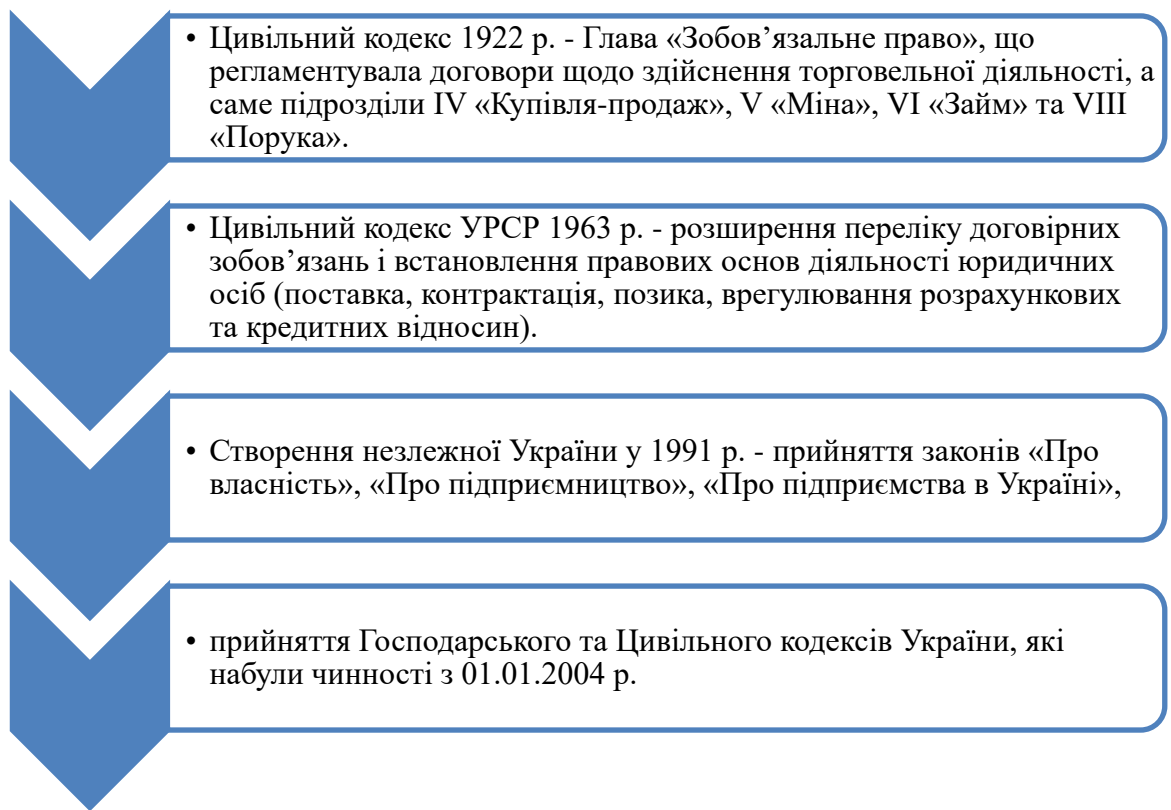 • Цивільний кодекс 1922 р. - Глава «Зобов’язальне право», що
регламентувала договори щодо здійснення торговельної діяльності, а
саме підрозділи IV «Купівля-продаж», V «Міна», VI «Займ» та VIII
«Порука».
• Цивільний кодекс УРСР 1963 р. - розширення переліку договірних
зобов’язань і встановлення правових основ діяльності юридичних
осіб (поставка, контрактація, позика, врегулювання розрахункових
та кредитних відносин).
• Створення незлежної України у 1991 р. - прийняття законів «Про
власність», «Про підприємництво», «Про підприємства в Україні»,
• прийняття Господарського та Цивільного кодексів України, які
набули чинності з 01.01.2004 р.